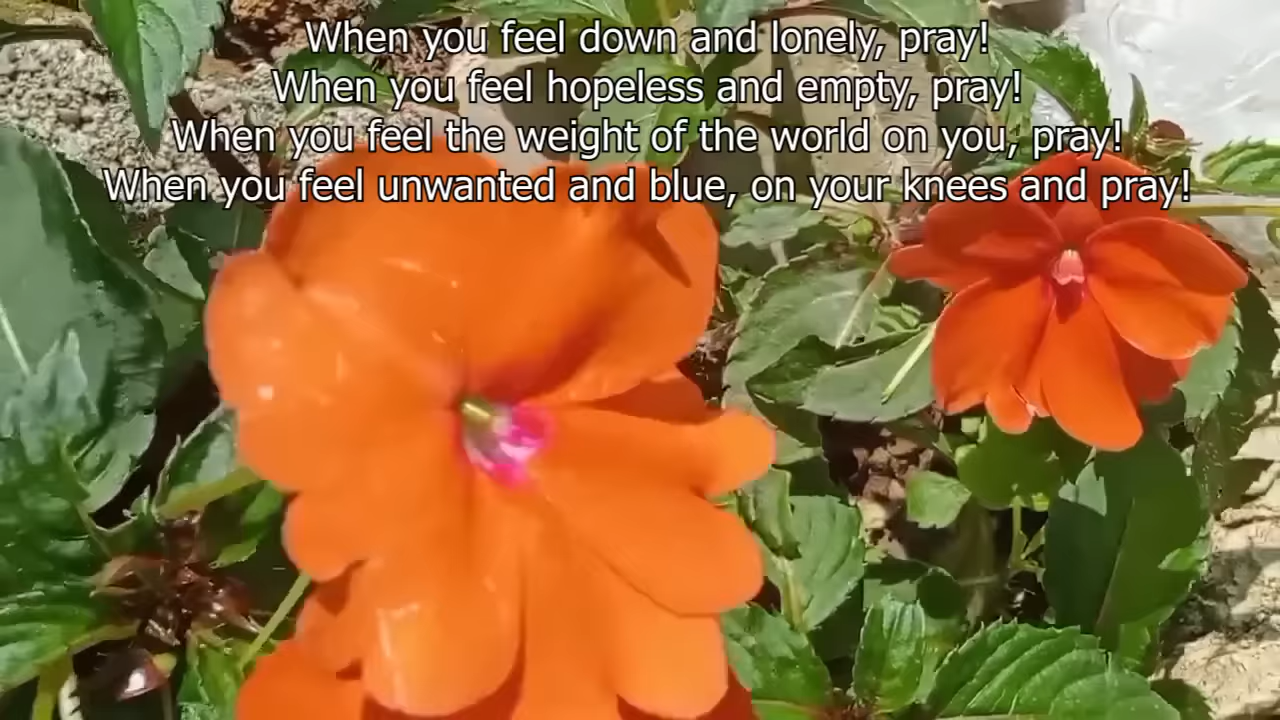 When you feel down and lonely, pray!
When you feel hopeless and empty, pray!
When you feel the weight of the world on you, pray!
When you feel unwanted and blue, on your knees and pray!